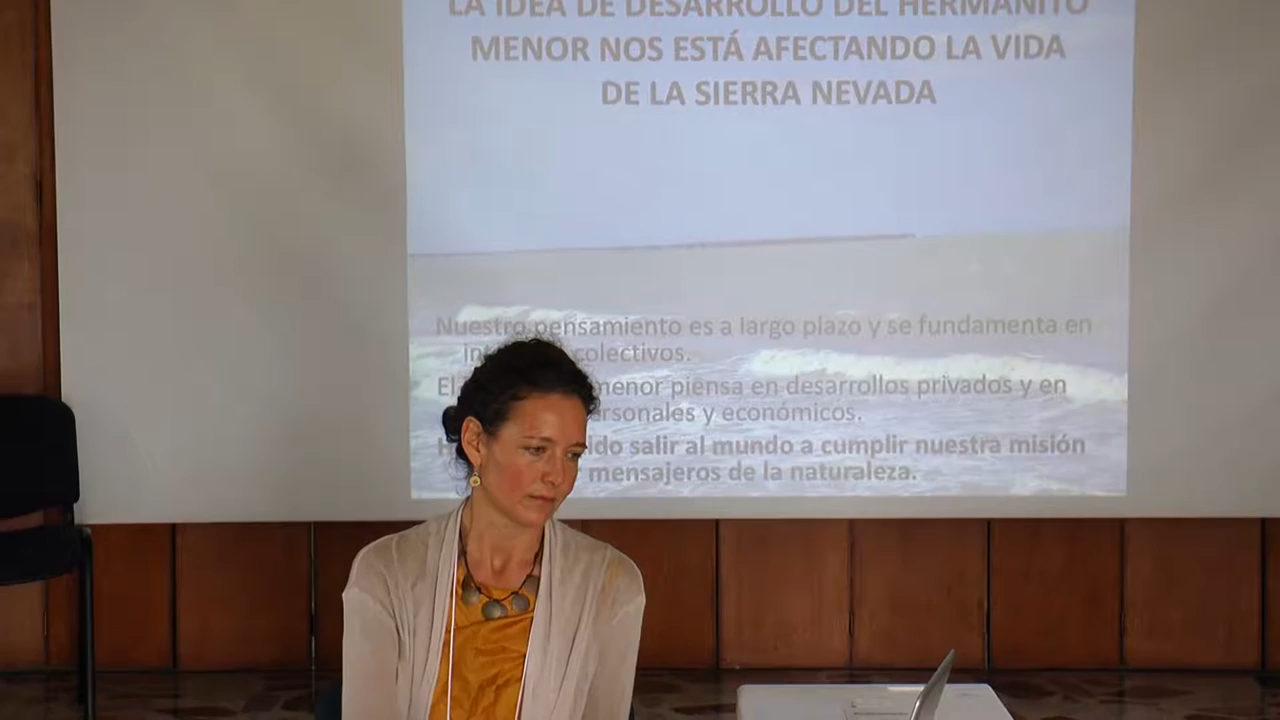 LA IDEA DE DESARROLLO DEL HERMANITO
MENOR NOS ESTÁ AFECTANDO LA VIDA
DE LA SIERRA NEVADA
Nuestro pensamiento es a largo plazo y se fundamenta en
colectivos.
El menor piensa en desarrollos privados y en
y económicos.
salir al mundo a cumplir nuestra misión
mensajeros de la naturaleza.